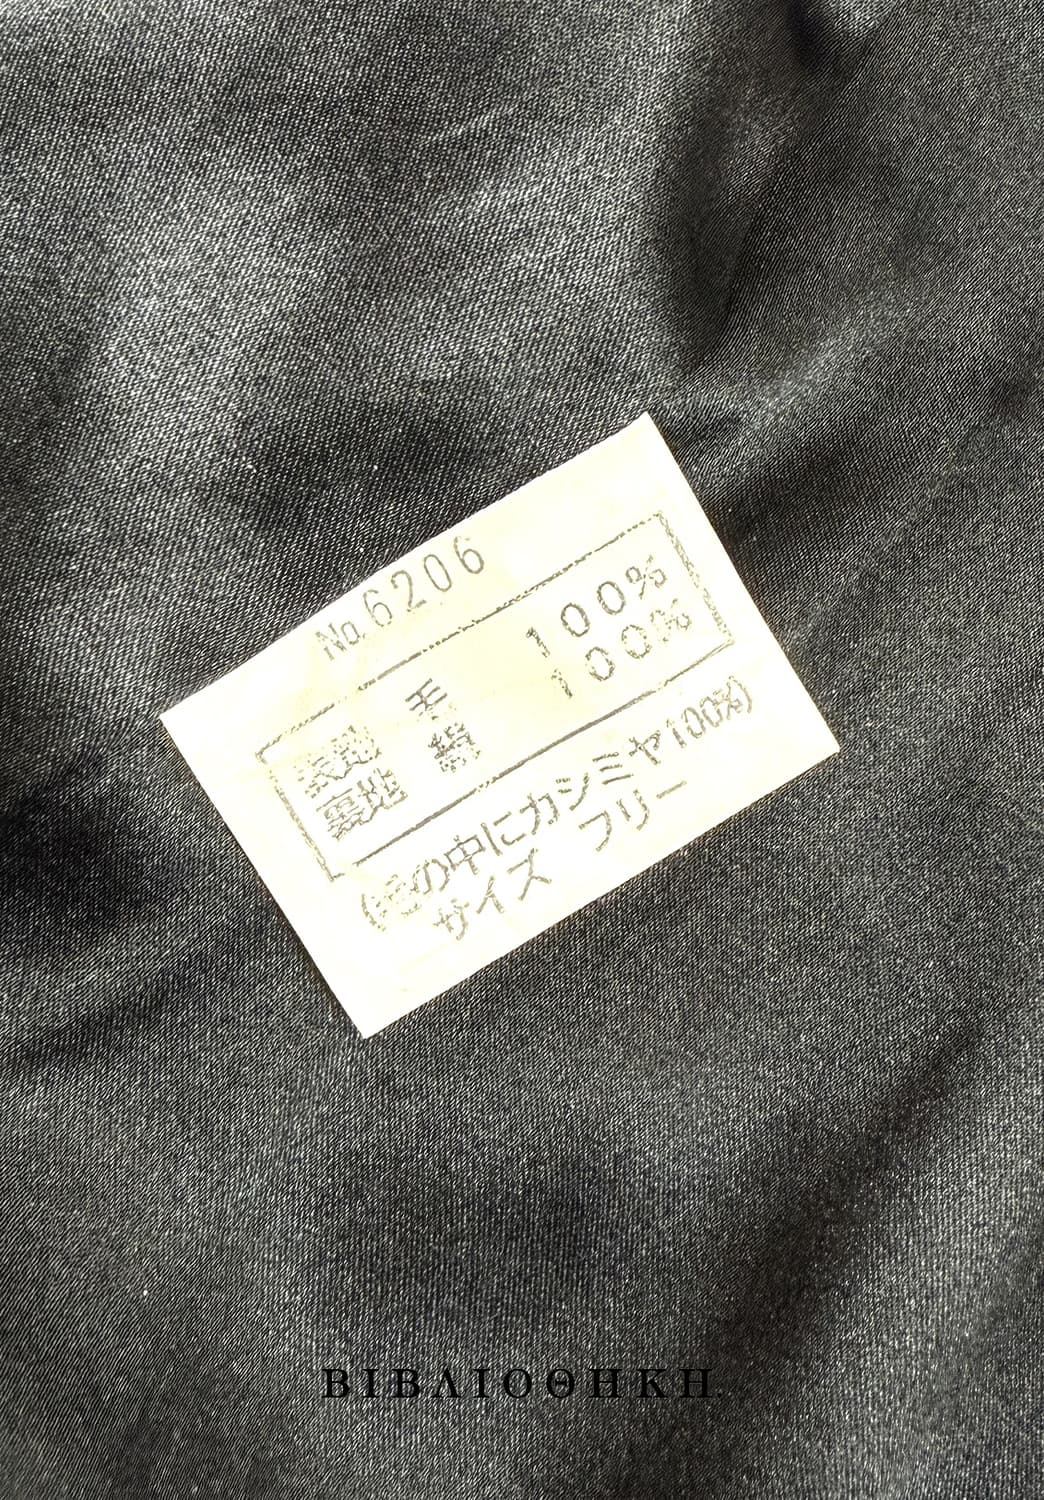 No.6206
表地 毛 100%
裏地 絹 100%
(毛の中にカシミヤ100%)
サイズ フリー
ΒΙΒΛΙΟΘΗΚΗ.